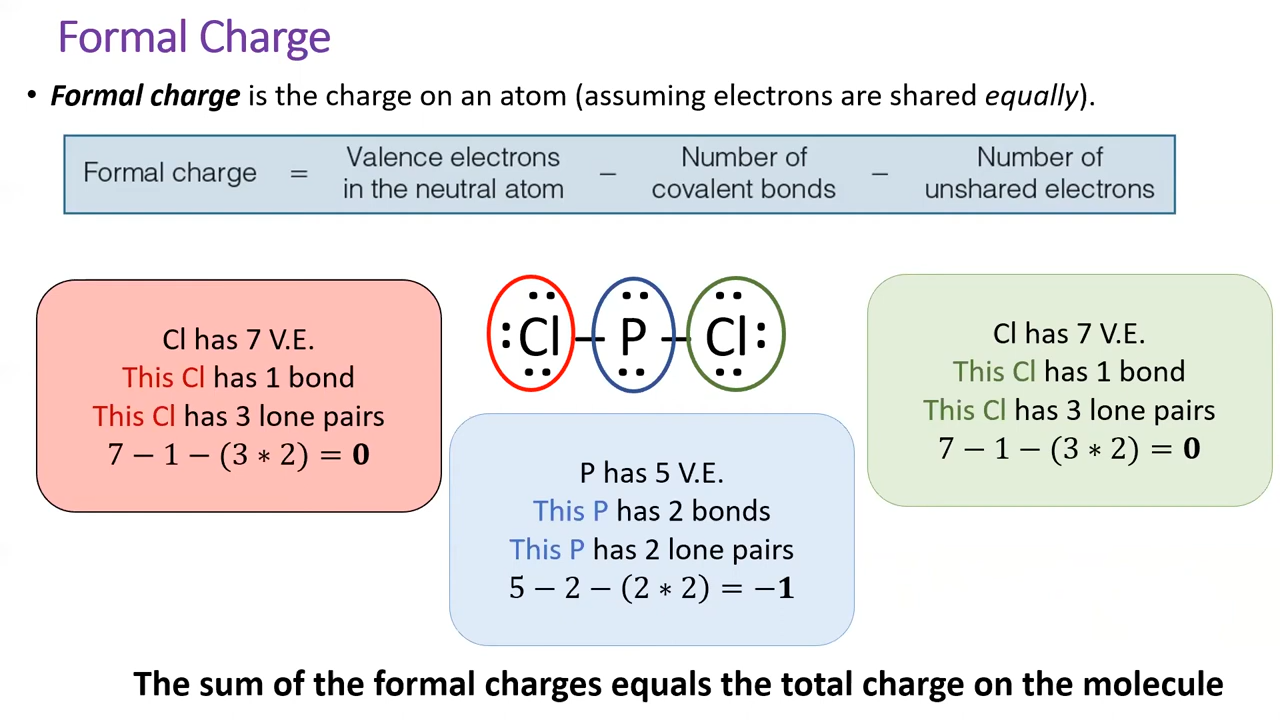 Formal Charge
• Formal charge is the charge on an atom (assuming electrons are shared equally).
Formal charge = Valence electrons in the neutral atom − Number of covalent bonds − Number of unshared electrons
Cl has 7 V.E.
This Cl has 1 bond
This Cl has 3 lone pairs
7 − 1 − (3 ∗ 2) = 0
:Cl – P – Cl:
P has 5 V.E.
This P has 2 bonds
This P has 2 lone pairs
5 − 2 − (2 ∗ 2) = −1
Cl has 7 V.E.
This Cl has 1 bond
This Cl has 3 lone pairs
7 − 1 − (3 ∗ 2) = 0
The sum of the formal charges equals the total charge on the molecule